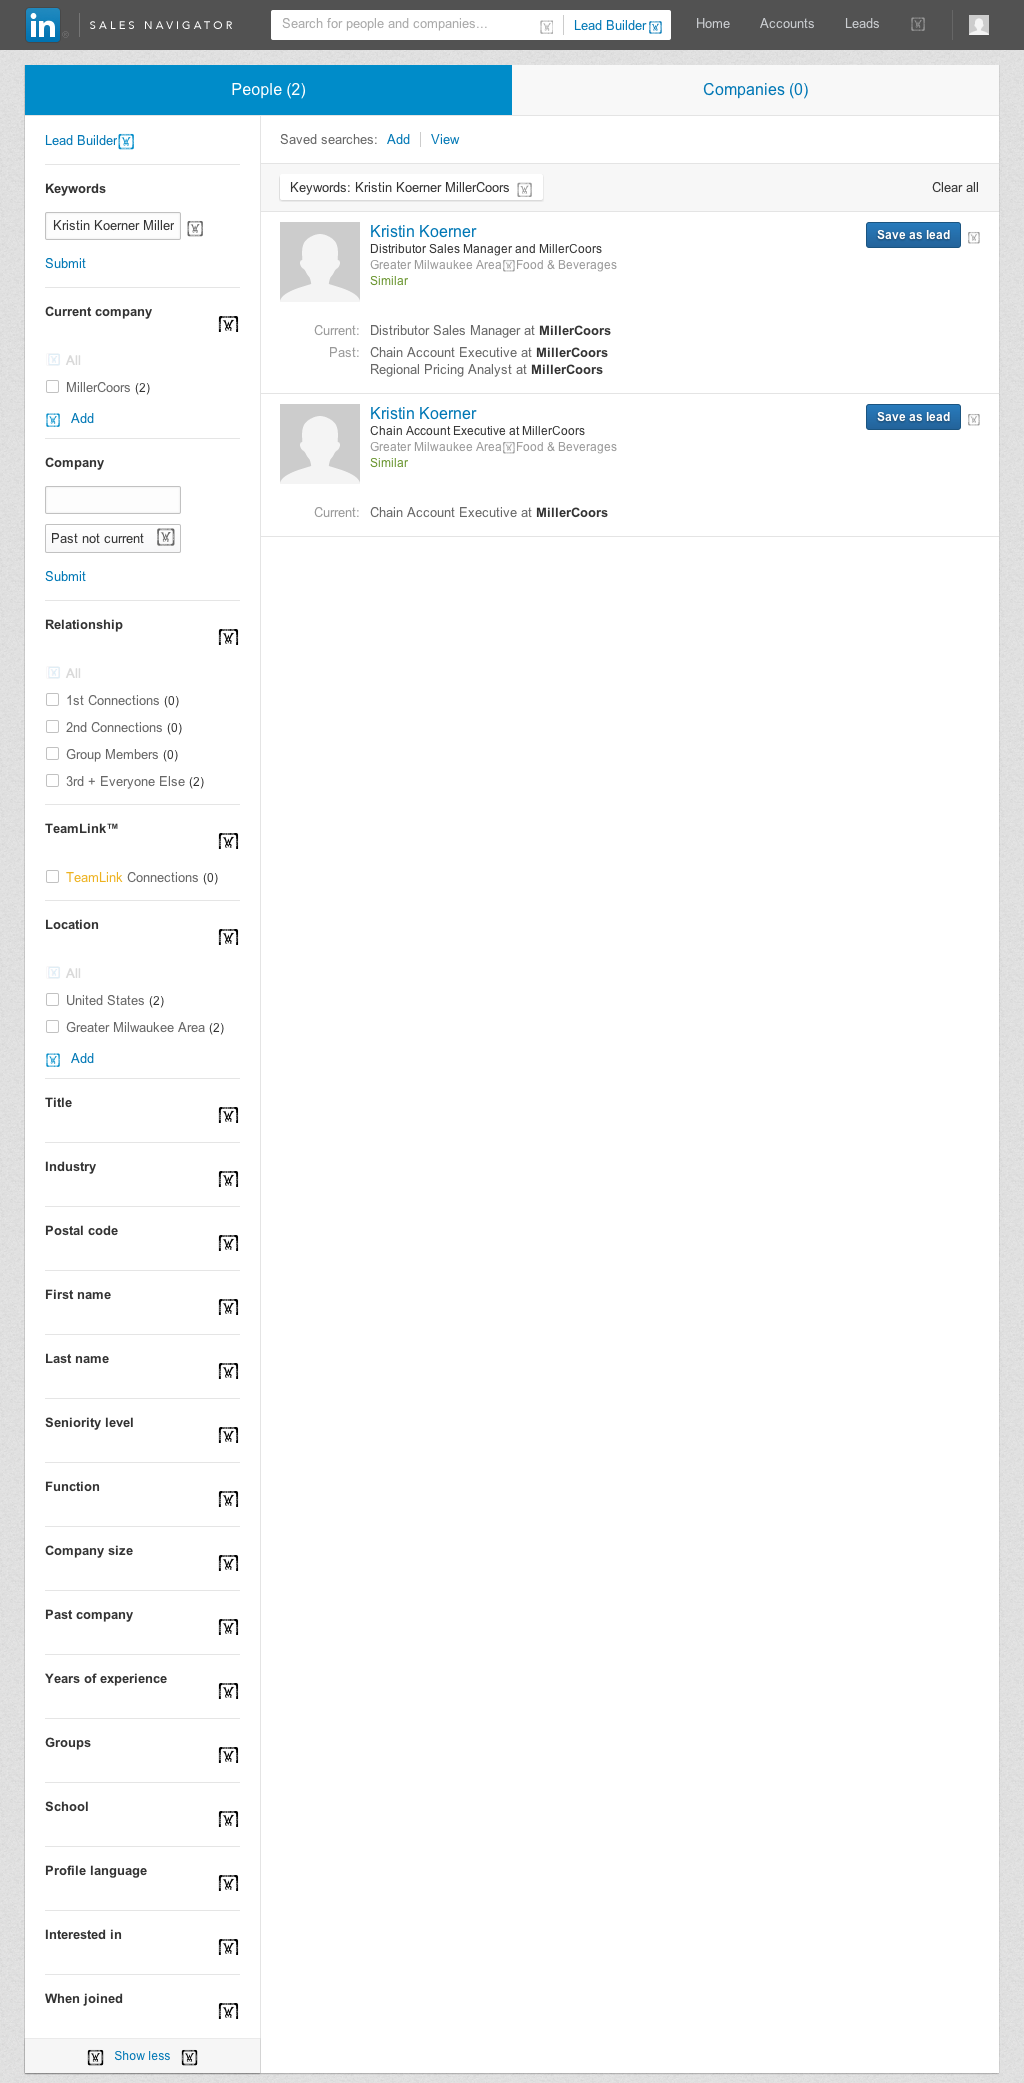 in SALES NAVIGATOR
Search for people and companies...
Lead Builder
Home
Accounts
Leads
People (2)
Companies (0)
Lead Builder
Keywords
Kristin Koerner Miller
Submit
Current company
All
MillerCoors (2)
Add
Company
Past not current
Submit
Relationship
All
1st Connections (0)
2nd Connections (0)
Group Members (0)
3rd + Everyone Else (2)
TeamLink™
TeamLink Connections (0)
Location
All
United States (2)
Greater Milwaukee Area (2)
Add
Title
Industry
Postal code
First name
Last name
Seniority level
Function
Company size
Past company
Years of experience
Groups
School
Profile language
Interested in
When joined
Show less
Saved searches: Add View
Keywords: Kristin Koerner MillerCoors
Clear all
Kristin Koerner
Distributor Sales Manager and MillerCoors
Greater Milwaukee Area Food & Beverages
Similar
Save as lead
Current: Distributor Sales Manager at MillerCoors
Past: Chain Account Executive at MillerCoors
Regional Pricing Analyst at MillerCoors
Kristin Koerner
Chain Account Executive at MillerCoors
Greater Milwaukee Area Food & Beverages
Similar
Save as lead
Current: Chain Account Executive at MillerCoors